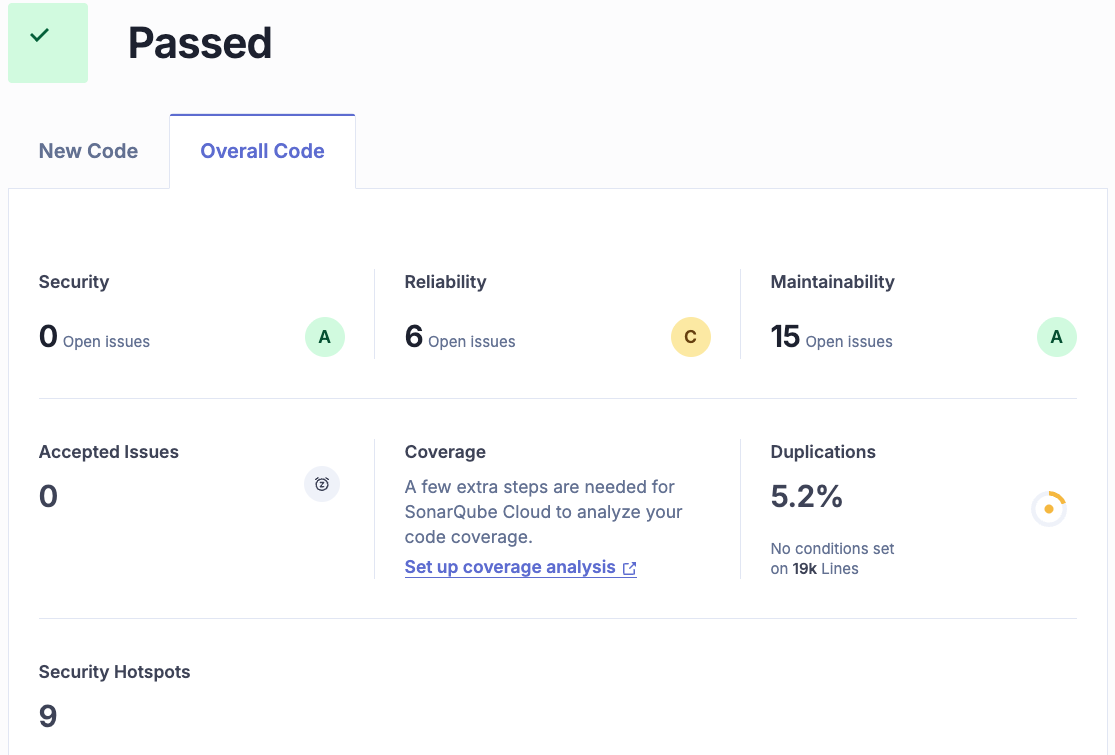 Passed
New Code
Overall Code
Security
0 Open issues
A
Reliability
6 Open issues
C
Maintainability
15 Open issues
A
Accepted Issues
0
Coverage
A few extra steps are needed for
SonarQube Cloud to analyze your
code coverage.
Set up coverage analysis
Duplications
5.2%
No conditions set
on 19k Lines
Security Hotspots
9